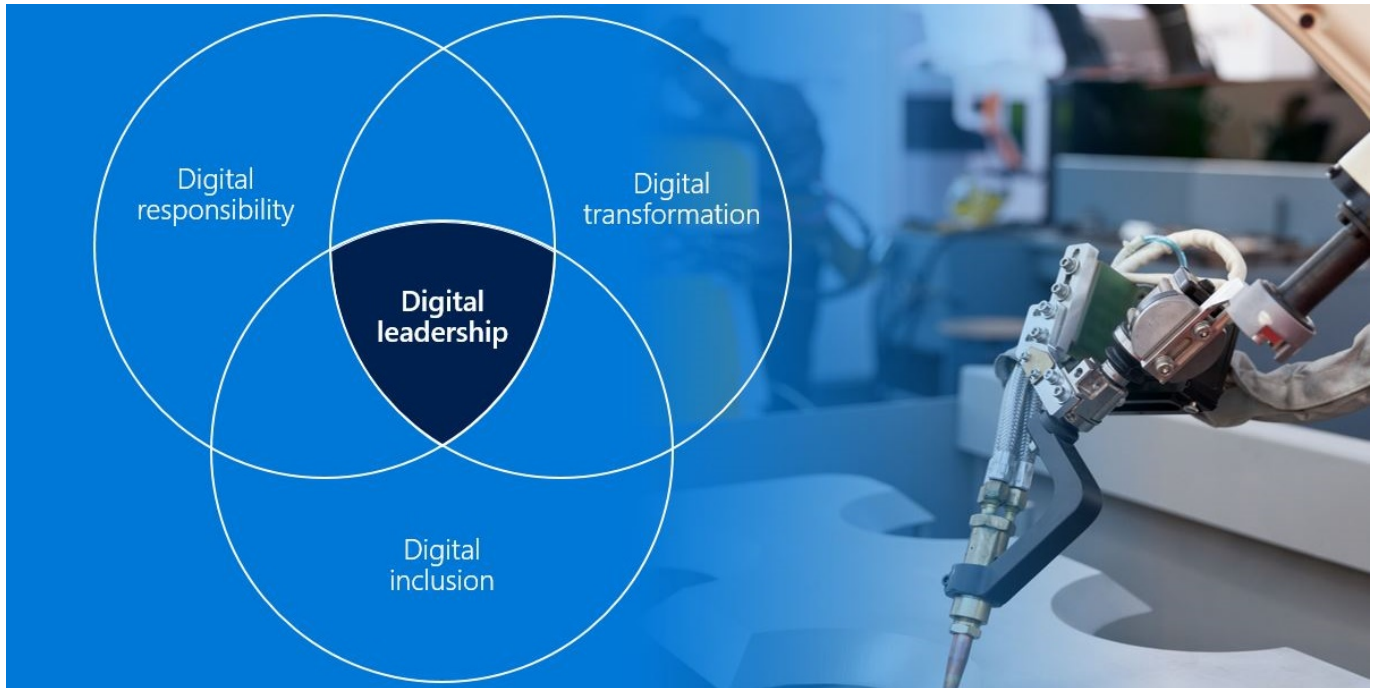 Digital
responsibility
Digital
transformation
Digital
leadership
Digital
inclusion